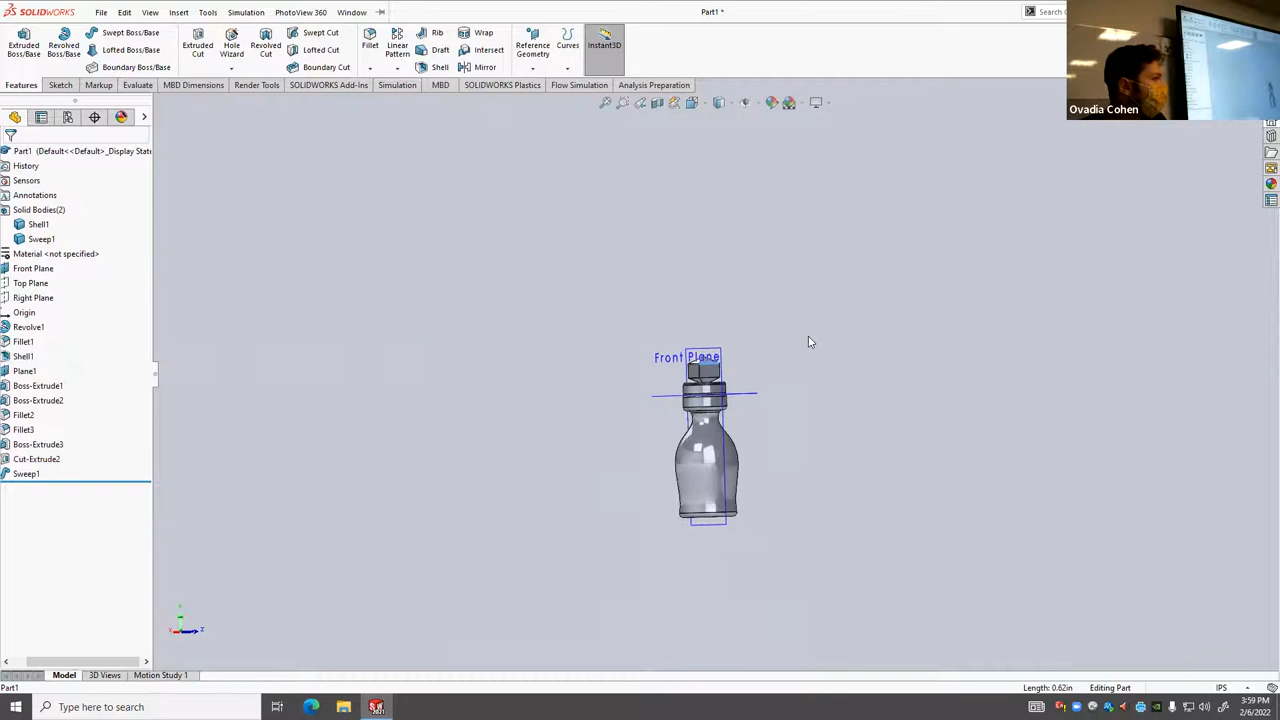 SOLIDWORKS
File
Edit
View
Insert
Tools
Simulation
PhotoView 360
Window
Part1 *
Search
Extruded Boss/Base
Revolved Boss/Base
Swept Boss/Base
Lofted Boss/Base
Boundary Boss/Base
Extruded Cut
Hole Wizard
Revolved Cut
Swept Cut
Lofted Cut
Boundary Cut
Fillet
Linear Pattern
Rib
Draft
Shell
Wrap
Intersect
Mirror
Reference Geometry
Curves
Instant3D
Features
Sketch
Markup
Evaluate
MBD Dimensions
Render Tools
SOLIDWORKS Add-Ins
Simulation
MBD
SOLIDWORKS Plastics
Flow Simulation
Analysis Preparation
Ovadia Cohen
Part1 (Default<<Default>_Display Stat
History
Sensors
Annotations
Solid Bodies(2)
Shell1
Sweep1
Material <not specified>
Front Plane
Top Plane
Right Plane
Origin
Revolve1
Fillet1
Shell1
Plane1
Boss-Extrude1
Boss-Extrude2
Fillet2
Fillet3
Boss-Extrude3
Cut-Extrude2
Sweep1
Front Plane
Model
3D Views
Motion Study 1
Part1
Length: 0.62in
Editing Part
IPS
Type here to search
3:59 PM
2/6/2022